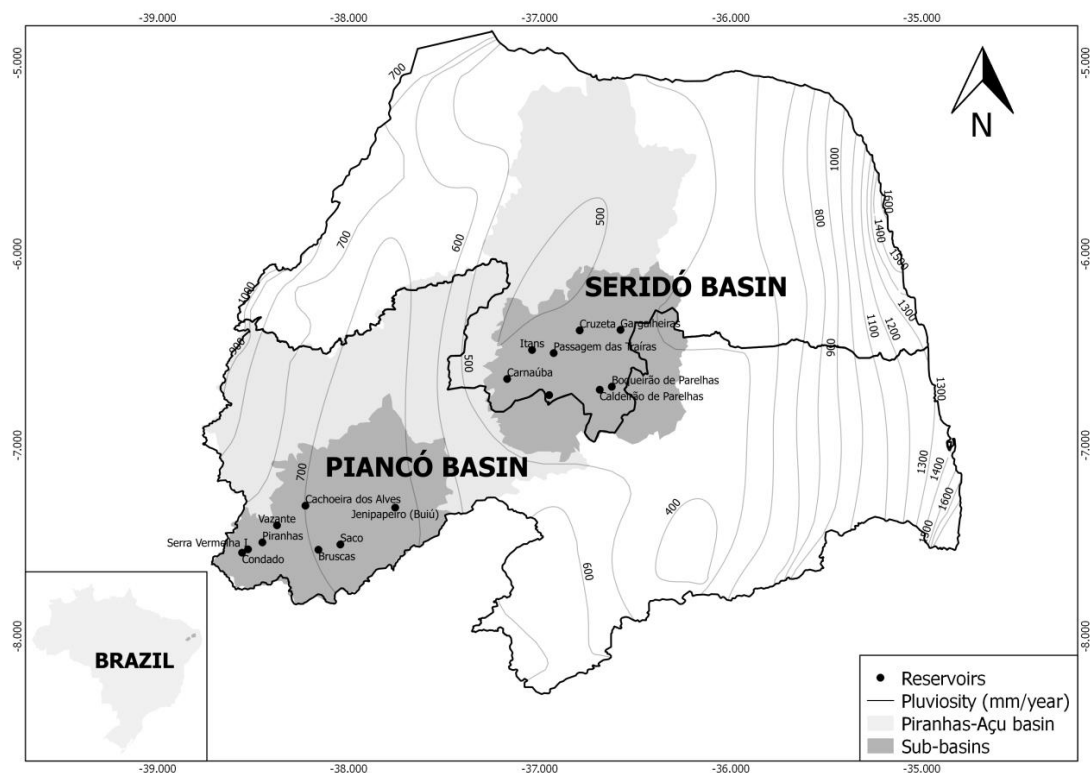 -39.000 -38.000 -37.000 -36.000 -35.000
-5.000 -5.000
700
N
1000
1600
700
500
800
1400
600
1500
-6.000 -6.000
1000
SERIDÓ BASIN
1300
Cruzeta Gargalheiras
1100 1200
900
Itans
Passagem das Traíras
900
500
Carnaúba
Boqueirão de Parelhas
1300
Caldeirão de Parelhas
-7.000 -7.000
PIANCÓ BASIN
700
1300
1400
Cachoeira dos Alves
400
1600
Jenipapeiro (Buiú)
Vazante
1500
Serra Vermelha I Piranhas Saco
Condado Bruscas
600
-8.000 -8.000
BRAZIL
Reservoirs
Pluviosity (mm/year)
Piranhas-Açu basin
Sub-basins
-39.000 -38.000 -37.000 -36.000 -35.000